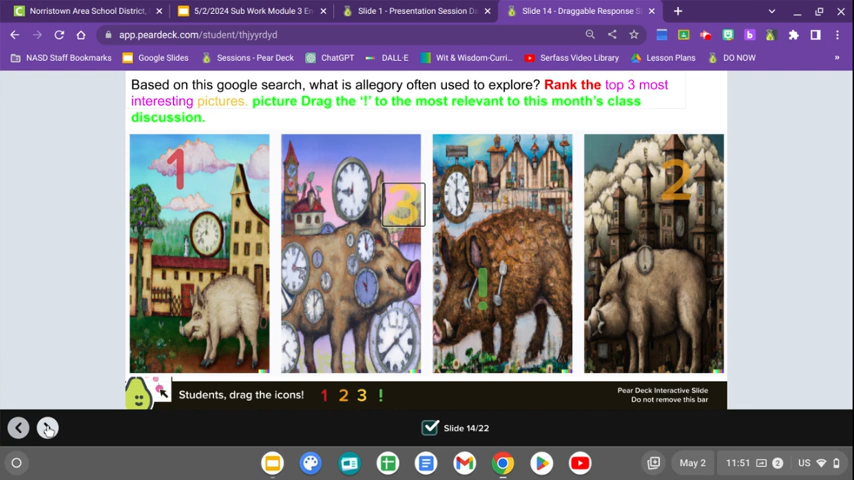 Norristown Area School District,
5/2/2024 Sub Work Module 3 En
Slide 1 - Presentation Session Da
Slide 14 - Draggable Response S
app.peardeck.com/student/thjyyrdyd
NASD Staff Bookmarks
Google Slides
Sessions - Pear Deck
ChatGPT
DALL·E
Wit & Wisdom-Curri...
Serfass Video Library
Lesson Plans
DO NOW
»
Based on this google search, what is allegory often used to explore? Rank the top 3 most
interesting pictures. picture Drag the '!' to the most relevant to this month's class
discussion.
1
3
!
2
Students, drag the icons! 1 2 3 !
Pear Deck Interactive Slide
Do not remove this bar
Slide 14/22
May 2
11:51
2
US